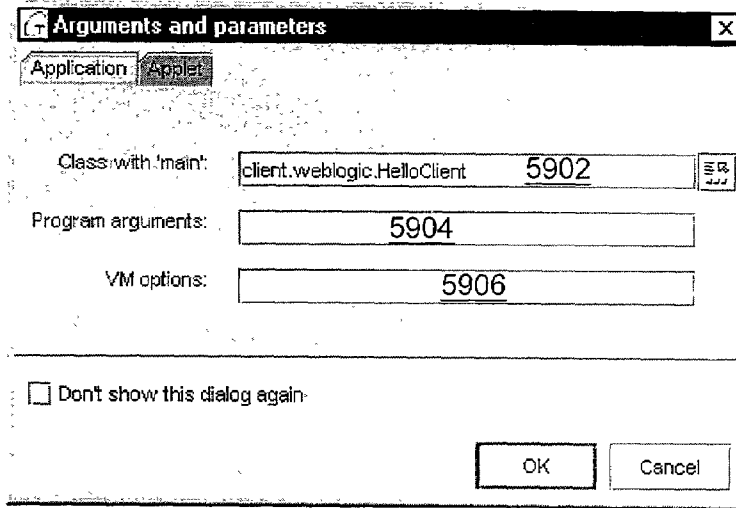 Arguments and parameters
Application Applet
Class with 'main': client.weblogic.HelloClient 5902
Program arguments: 5904
VM options: 5906
Don't show this dialog again
OK Cancel